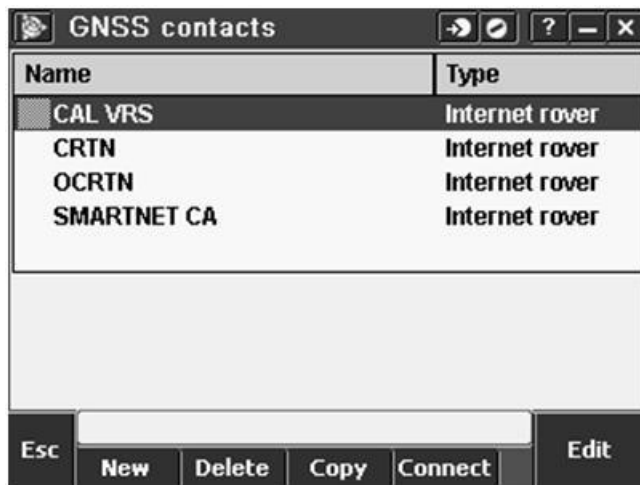 GNSS contacts ?
Name Type
CAL VRS Internet rover
CRTN Internet rover
OCRTN Internet rover
SMARTNET CA Internet rover
Esc New Delete Copy Connect Edit